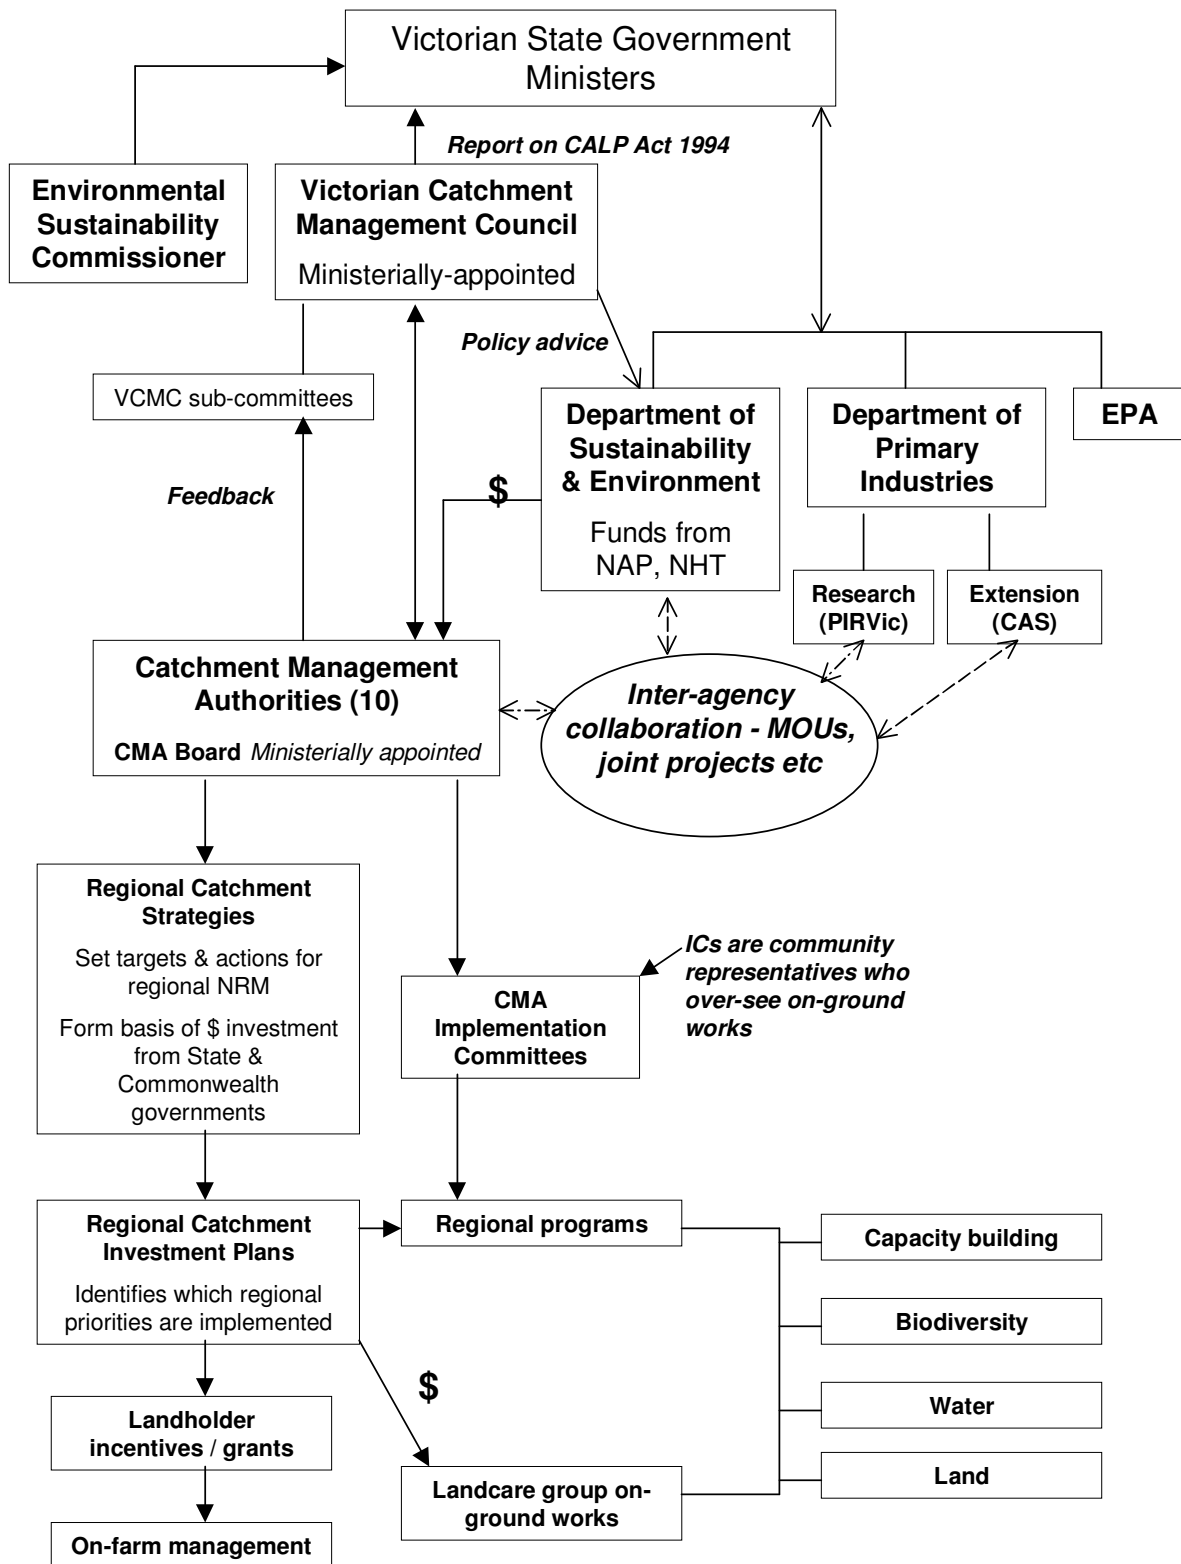 Victorian State Government
Ministers
Report on CALP Act 1994
Environmental
Sustainability
Commissioner
Victorian Catchment
Management Council
Ministerially-appointed
Policy advice
VCMC sub-committees
Feedback
$
Department of
Sustainability
& Environment
Funds from
NAP, NHT
Department of
Primary
Industries
EPA
Research
(PIRVic)
Extension
(CAS)
Catchment Management
Authorities (10)
CMA Board Ministerially appointed
Inter-agency
collaboration - MOUs,
joint projects etc
Regional Catchment
Strategies
Set targets & actions for
regional NRM
Form basis of $ investment
from State &
Commonwealth
governments
CMA
Implementation
Committees
ICs are community
representatives who
over-see on-ground
works
Regional Catchment
Investment Plans
Identifies which regional
priorities are implemented
Regional programs
Capacity building
Biodiversity
Water
Land
$
Landholder
incentives / grants
Landcare group on-
ground works
On-farm management